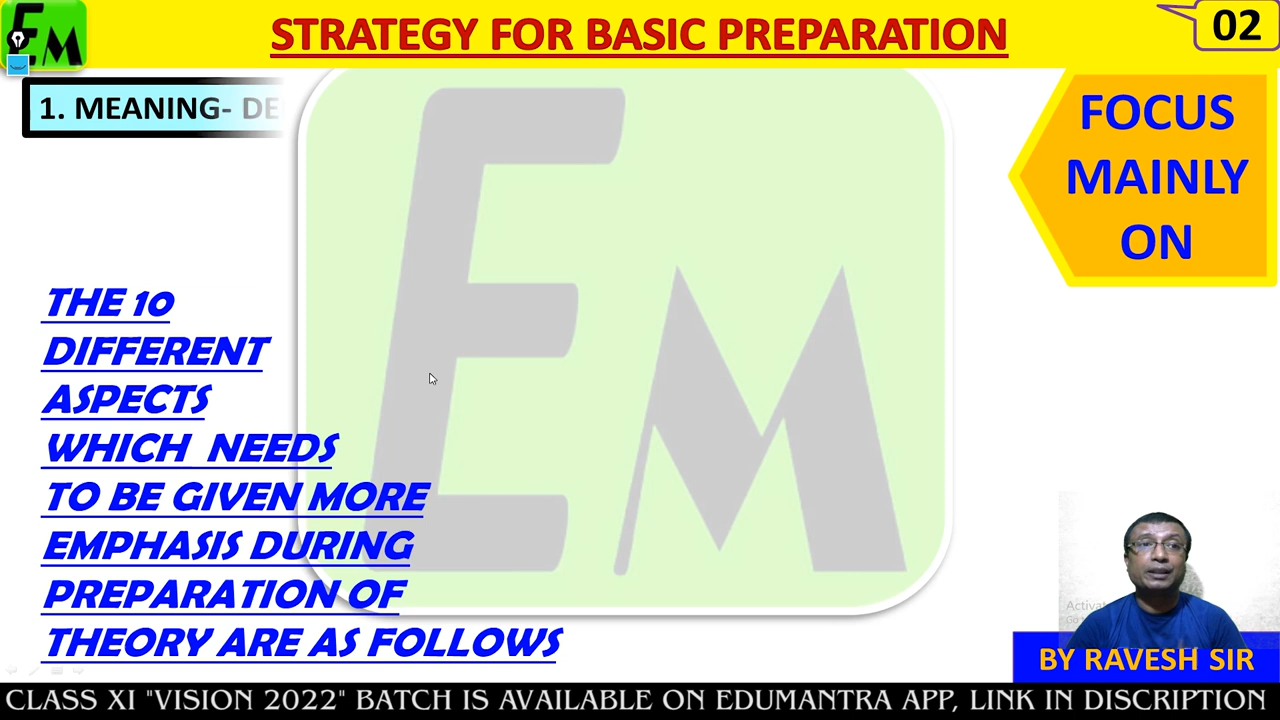 EM
STRATEGY FOR BASIC PREPARATION
02
1. MEANING- DE
FOCUS
MAINLY
ON
EM
THE 10
DIFFERENT
ASPECTS
WHICH NEEDS
TO BE GIVEN MORE
EMPHASIS DURING
PREPARATION OF
THEORY ARE AS FOLLOWS
BY RAVESH SIR
CLASS XI "VISION 2022" BATCH IS AVAILABLE ON EDUMANTRA APP, LINK IN DISCRIPTION